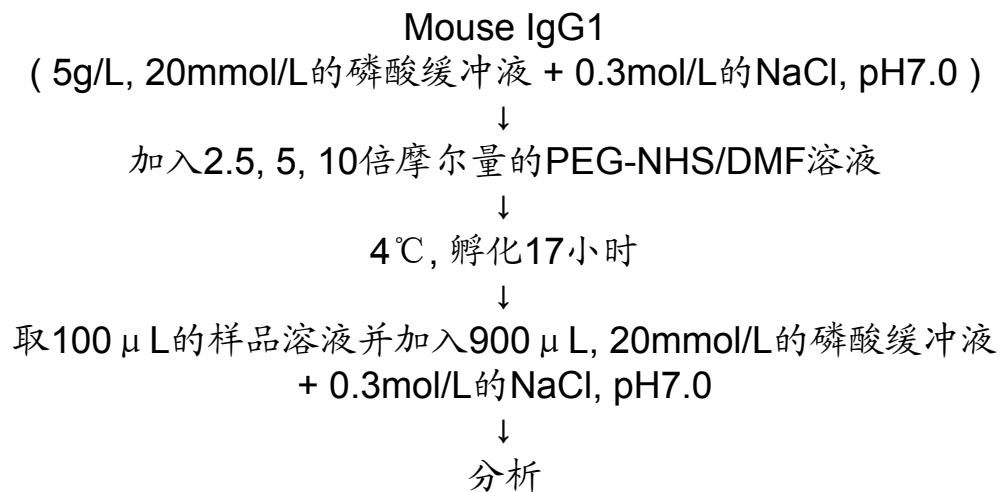 Mouse IgG1
( 5g/L, 20mmol/L的磷酸缓冲液 + 0.3mol/L的NaCl, pH7.0 )
↓
加入2.5, 5, 10倍摩尔量的PEG-NHS/DMF溶液
↓
4℃, 孵化17小时
↓
取100μL的样品溶液并加入900μL, 20mmol/L的磷酸缓冲液
+ 0.3mol/L的NaCl, pH7.0
↓
分析